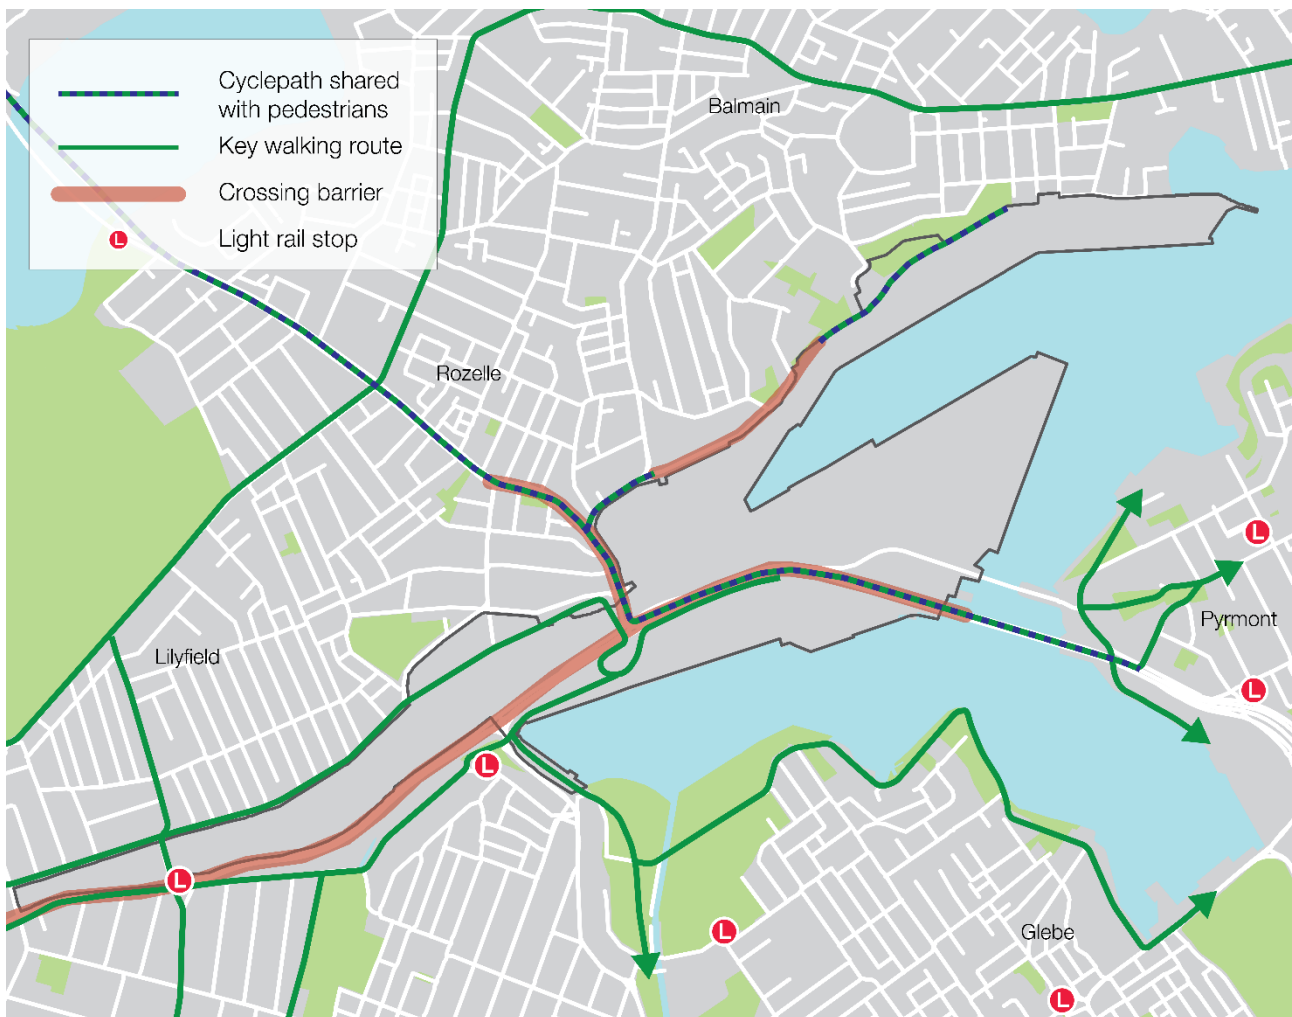 Cyclepath shared
with pedestrians
Key walking route
Crossing barrier
L
Light rail stop
Balmain
Rozelle
L
Pyrmont
Lilyfield
L
L
L
L
Glebe
L